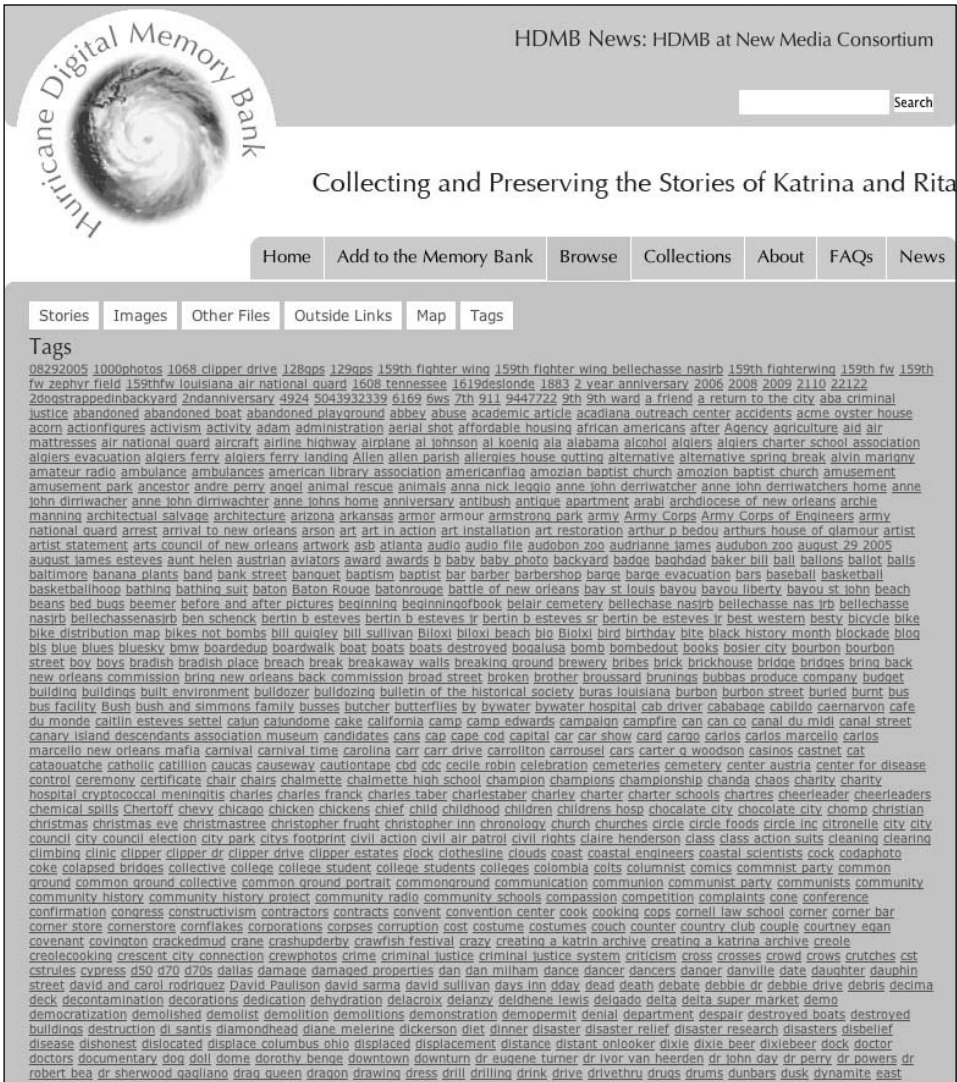 Hurricane Digital Memory Bank
HDMB News: HDMB at New Media Consortium
Search
Collecting and Preserving the Stories of Katrina and Rita
Home Add to the Memory Bank Browse Collections About FAQs News
Stories Images Other Files Outside Links Map Tags
Tags
08292005 1000photos 1068 clipper drive 128gps 129gps 159th fighter wing 159th fighter wing bellechasse nasjrb 159th fighterwing 159th fw 159th
fw zephyr field 159thfw louisiana air national guard 1608 tennessee 1619deslonde 1883 2 year anniversary 2006 2008 2009 2110 22122
2dogstrappedinbackyard 2ndanniversary 4924 5043932339 6169 6ws 7th 911 9447722 9th 9th ward a friend a return to the city aba criminal
justice abandoned abandoned boat abandoned playground abbey abuse academic article acadiana outreach center accidents acme oyster house
acorn actionfigures activism activity adam administration aerial shot affordable housing african americans after Agency agriculture aid air
mattresses air national guard aircraft airline highway airplane al johnson al koenig ala alabama alcohol algiers algiers charter school association
algiers evacuation algiers ferry algiers ferry landing Allen allen parish allergies house gutting alternative alternative spring break alvin marigny
amateur radio ambulance ambulances american library association americanflag amozian baptist church amozion baptist church amusement
amusement park ancestor andre perry angel animal rescue animals anna nick leggio anne john derriwatcher anne john derriwatchers home anne
john dirriwacher anne john dirriwachter anne johns home anniversary antibush antique apartment arabi archdiocese of new orleans archie
manning architectual salvage architecture arizona arkansas armor armour armstrong park army Army Corps Army Corps of Engineers army
national guard arrest arrival to new orleans arson art art in action art installation art restoration arthur p bedou arthurs house of glamour artist
artist statement arts council of new orleans artwork asb atlanta audio audio file audobon zoo audrianne james audubon zoo august 29 2005
august james esteves aunt helen austrian aviators award awards b baby baby photo backyard badge baghdad baker bill ball ballons ballot balls
baltimore banana plants band bank street banquet baptism baptist bar barber barbershop barge barge evacuation bars baseball basketball
basketballhoop bathing bathing suit baton Baton Rouge batonrouge battle of new orleans bay st louis bayou bayou liberty bayou st john beach
beans bed bugs beemer before and after pictures beginning beginningofbook belair cemetery bellechase nasjrb bellechasse nas jrb bellechasse
nasjrb bellechassenasjrb ben schenck bertin b esteves bertin b esteves jr bertin b esteves sr bertin be esteves jr best western besty bicycle bike
bike distribution map bikes not bombs bill quigley bill sullivan Biloxi biloxi beach bio Biolxi bird birthday bite black history month blockade blog
bls blue blues bluesky bmw boardedup boardwalk boat boats boats destroyed bogalusa bomb bombedout books bosier city bourbon bourbon
street boy boys bradish bradish place breach break breakaway walls breaking ground brewery bribes brick brickhouse bridge bridges bring back
new orleans commission bring new orleans back commission broad street broken brother broussard brunings bubbas produce company budget
building buildings built environment bulldozer bulldozing bulletin of the historical society buras louisiana burbon burbon street buried burnt bus
bus facility Bush bush and simmons family busses butcher butterflies by bywater bywater hospital cab driver cababage cabildo caernarvon cafe
du monde caitlin esteves settel cajun cajundome cake california camp camp edwards campaign campfire can can co canal du midi canal street
canary island descendants association museum candidates cans cap cape cod capital car car show card cargo carlos carlos marcello carlos
marcello new orleans mafia carnival carnival time carolina carr carr drive carrollton carrousel cars carter g woodson casinos castnet cat
cataouatche catholic catillion caucas causeway cautiontape cbd cdc cecile robin celebration cemeteries cemetery center austria center for disease
control ceremony certificate chair chairs chalmette chalmette high school champion champions championship chanda chaos charity charity
hospital cryptococcal meningitis charles charles franck charles taber charlestaber charley charter charter schools chartres cheerleader cheerleaders
chemical spills Chertoff chevy chicago chicken chickens chief child childhood children childrens hosp chocalate city chocolate city chomp christian
christmas christmas eve christmastree christopher frught christopher inn chronology church churches circle circle foods circle inc citronelle city city
council city council election city park citys footprint civil action civil air patrol civil rights claire henderson class class action suits cleaning clearing
climbing clinic clipper clipper dr clipper drive clipper estates clock clothesline clouds coast coastal engineers coastal scientists cock codaphoto
coke colapsed bridges collective college college student college students colleges colombia colts columnist comics commnist party common
ground common ground collective common ground portrait commonground communication communion communist party communists community
community history community history project community radio community schools compassion competition complaints cone conference
confirmation congress constructivism contractors contracts convent convention center cook cooking cops cornell law school corner corner bar
corner store cornerstore cornflakes corporations corpses corruption cost costume costumes couch counter country club couple courtney egan
covenant covington crackedmud crane crashupderby crawfish festival crazy creating a katrin archive creating a katrina archive creole
creolecooking crescent city connection crewphotos crime criminal justice criminal justice system criticism cross crosses crowd crows crutches cst
cstrules cypress d50 d70 d70s dallas damage damaged properties dan dan milham dance dancer dancers danger danville date daughter dauphin
street david and carol rodriguez David Paulison david sarma david sullivan days inn dday dead death debate debbie dr debbie drive debris decima
deck decontamination decorations dedication dehydration delacroix delanzy deldhene lewis delgado delta delta super market demo
democratization demolished demolist demolition demolitions demonstration demopermit denial department despair destroyed boats destroyed
buildings destruction di santis diamondhead diane melerine dickerson diet dinner disaster disaster relief disaster research disasters disbelief
disease dishonest dislocated displace columbus ohio displaced displacement distance distant onlooker dixie dixie beer dixiebeer dock doctor
doctors documentary dog doll dome dorothy benge downtown downturn dr eugene turner dr ivor van heerden dr john day dr perry dr powers dr
robert bea dr sherwood gagliano drag queen dragon drawing dress drill drilling drink drive drivethru drugs drums dunbars dusk dynamite east